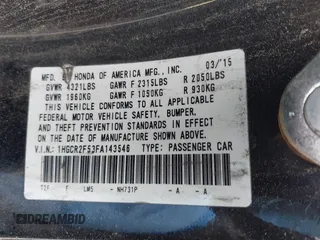 MFD. BY HONDA OF AMERICA MFG., INC. 03/15
GVWR 4321LBS GAWR F 2315LBS R 2050LBS
GVWR 1960KG GAWR F 1050KG R 930KG
THIS VEHICLE CONFORMS TO ALL APPLICABLE
FEDERAL MOTOR VEHICLE SAFETY, BUMPER,
AND THEFT PREVENTION STANDARDS IN EFFECT
ON THE DATE OF MANUFACTURE SHOWN ABOVE.
V.I.N.: 1HGCR2F53FA143546 TYPE: PASSENGER CAR
LM5 - NH731P - A - A
DREAMBID